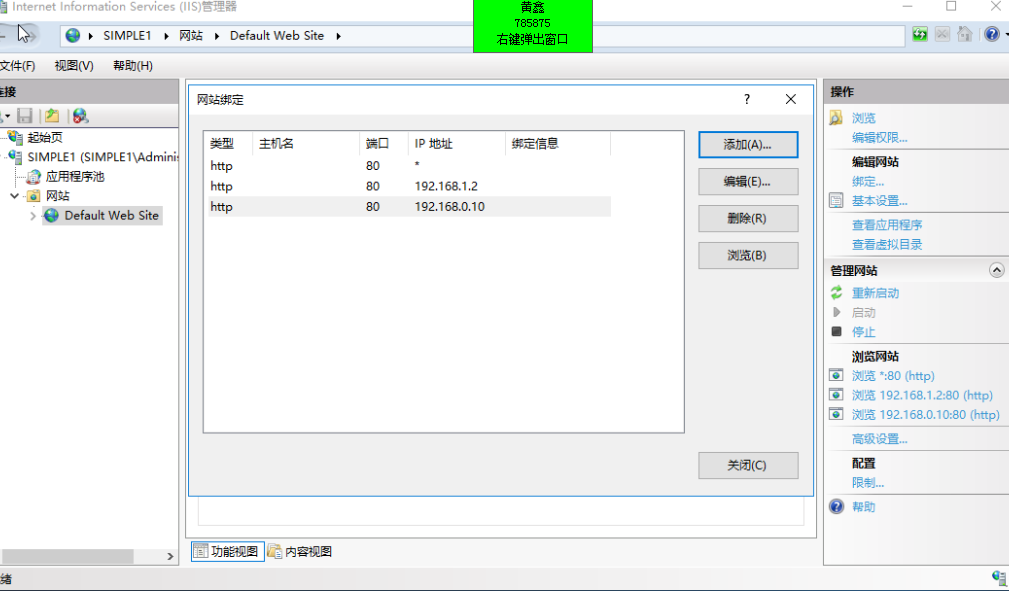 Internet Information Services (IIS)管理器
黄鑫
785875
右键弹出窗口
SIMPLE1
网站
Default Web Site
文件(F)
视图(V)
帮助(H)
连接
起始页
SIMPLE1 (SIMPLE1\Adminis
应用程序池
网站
Default Web Site
网站绑定
?
类型 主机名 端口 IP 地址 绑定信息
http 80 *
http 80 192.168.1.2
http 80 192.168.0.10
添加(A)...
编辑(E)...
删除(R)
浏览(B)
关闭(C)
功能视图
内容视图
操作
浏览
编辑权限...
编辑网站
绑定...
基本设置...
查看应用程序
查看虚拟目录
管理网站
重新启动
启动
停止
浏览网站
浏览 *:80 (http)
浏览 192.168.1.2:80 (http)
浏览 192.168.0.10:80 (http)
高级设置...
配置
限制...
帮助
绪